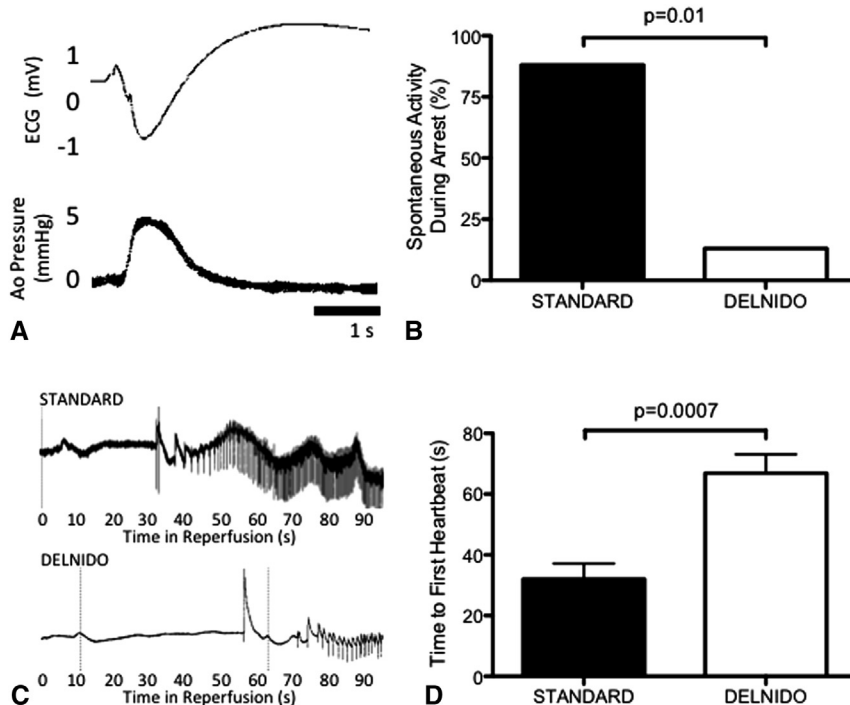 ECG (mV)
1
0
-1
Ao Pressure
(mmHg)
5
0
1 s
A
p=0.01
Spontaneous Activity
During Arrest (%)
100
75
50
25
0
STANDARD DELNIDO
B
STANDARD
0 10 20 30 40 50 60 70 80 90
Time in Reperfusion (s)
DELNIDO
0 10 20 30 40 50 60 70 80 90
Time in Reperfusion (s)
C
p=0.0007
Time to First Heartbeat (s)
80
60
40
20
0
STANDARD DELNIDO
D